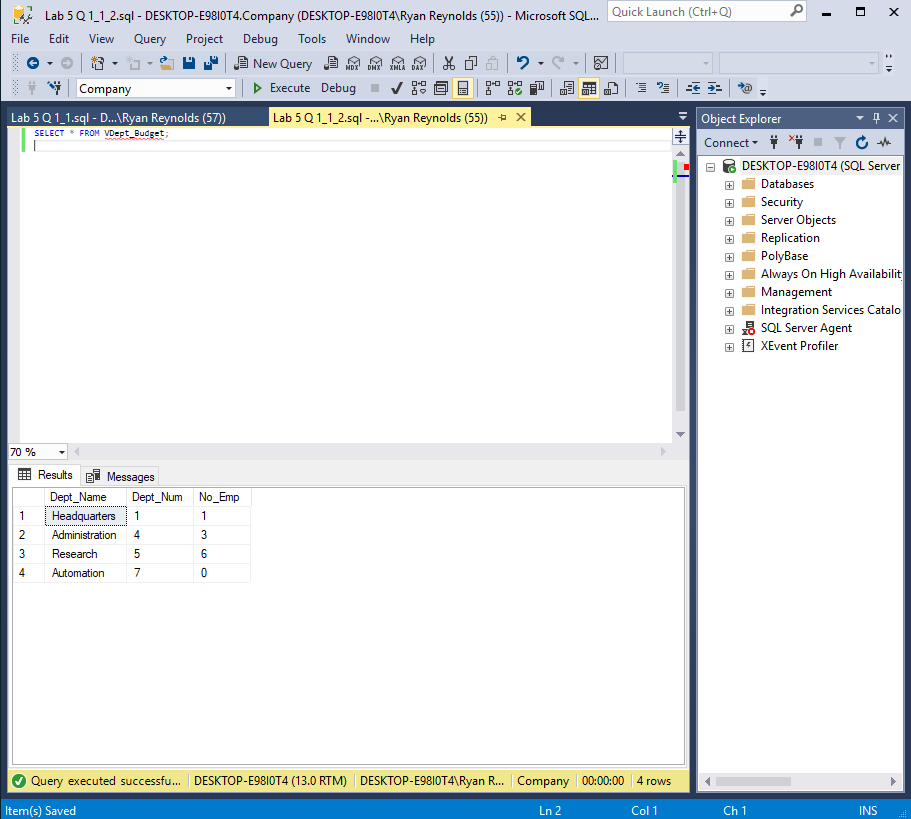 Lab 5 Q 1_1_2.sql - DESKTOP-E98I0T4.Company (DESKTOP-E98I0T4\Ryan Reynolds (55)) - Microsoft SQL...
Quick Launch (Ctrl+Q)
File Edit View Query Project Debug Tools Window Help
New Query MDX DMX XMLA DAX
Company Execute Debug
Lab 5 Q 1_1.sql - D...\Ryan Reynolds (57)) Lab 5 Q 1_1_2.sql -...\Ryan Reynolds (55))
SELECT * FROM VDept_Budget;
70 %
Results Messages
Dept_Name Dept_Num No_Emp
1 Headquarters 1 1
2 Administration 4 3
3 Research 5 6
4 Automation 7 0
Query executed successfu... DESKTOP-E98I0T4 (13.0 RTM) DESKTOP-E98I0T4\Ryan R... Company 00:00:00 4 rows
Object Explorer
Connect
DESKTOP-E98I0T4 (SQL Server
Databases
Security
Server Objects
Replication
PolyBase
Always On High Availabilit
Management
Integration Services Catalo
SQL Server Agent
XEvent Profiler
Item(s) Saved Ln 2 Col 1 Ch 1 INS